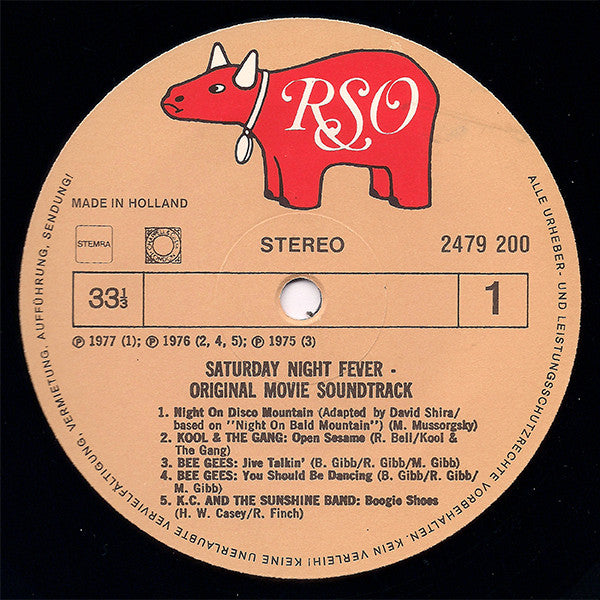 RSO
MADE IN HOLLAND
STEMRA
STEREO
2479 200
33⅓
1
Ⓟ 1977 (1); Ⓟ 1976 (2, 4, 5); Ⓟ 1975 (3)
SATURDAY NIGHT FEVER -
ORIGINAL MOVIE SOUNDTRACK
1. Night On Disco Mountain (Adapted by David Shira/
based on "Night On Bald Mountain") (M. Mussorgsky)
2. KOOL & THE GANG: Open Sesame (R. Bell/Kool &
The Gang)
3. BEE GEES: Jive Talkin' (B. Gibb/R. Gibb/M. Gibb)
4. BEE GEES: You Should Be Dancing (B. Gibb/R. Gibb/
M. Gibb)
5. K.C. AND THE SUNSHINE BAND: Boogie Shoes
(H. W. Casey/R. Finch)
ALLE URHEBER- UND LEISTUNGSSCHUTZRECHTE VORBEHALTEN. KEIN VERLEIH! KEINE UNERLAUBTE VERVIELFÄLTIGUNG, VERMIETUNG, AUFFÜHRUNG, SENDUNG!